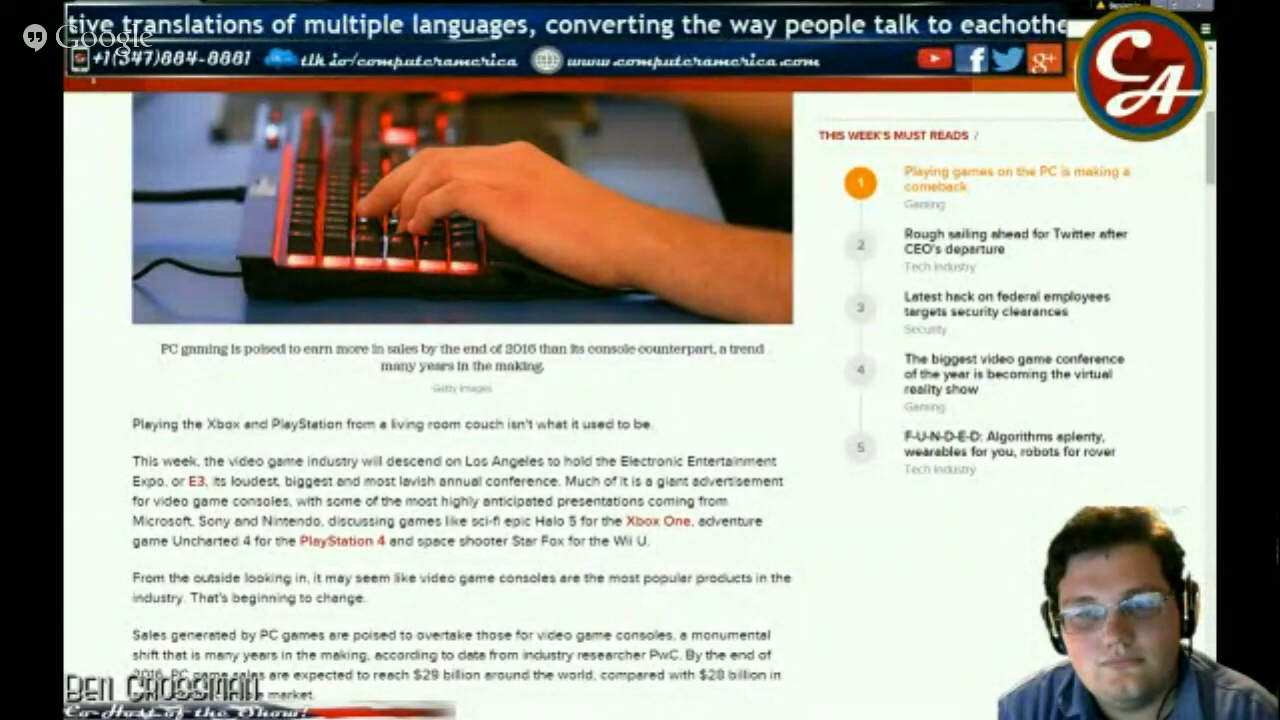 tive translations of multiple languages, converting the way people talk to eachothe
Google
+1(347)884-8881 tlk.io/computeramerica www.computeramerica.com
CA
THIS WEEK'S MUST READS /
1 Playing games on the PC is making a
comeback
Gaming
2 Rough sailing ahead for Twitter after
CEO's departure
Tech Industry
3 Latest hack on federal employees
targets security clearances
Security
4 The biggest video game conference
of the year is becoming the virtual
reality show
Gaming
5 F-U-N-D-E-D: Algorithms aplenty,
wearables for you, robots for rover
Tech Industry
PC gaming is poised to earn more in sales by the end of 2016 than its console counterpart, a trend
many years in the making.
Getty Images
Playing the Xbox and PlayStation from a living room couch isn't what it used to be.
This week, the video game industry will descend on Los Angeles to hold the Electronic Entertainment
Expo, or E3, its loudest, biggest and most lavish annual conference. Much of it is a giant advertisement
for video game consoles, with some of the most highly anticipated presentations coming from
Microsoft, Sony and Nintendo, discussing games like sci-fi epic Halo 5 for the Xbox One, adventure
game Uncharted 4 for the PlayStation 4 and space shooter Star Fox for the Wii U.
From the outside looking in, it may seem like video game consoles are the most popular products in the
industry. That's beginning to change.
Sales generated by PC games are poised to overtake those for video game consoles, a monumental
shift that is many years in the making, according to data from industry researcher PwC. By the end of
2016, PC game sales are expected to reach $29 billion around the world, compared with $28 billion in
market.
BEN GROSSMAN
Co-Host of the Show!